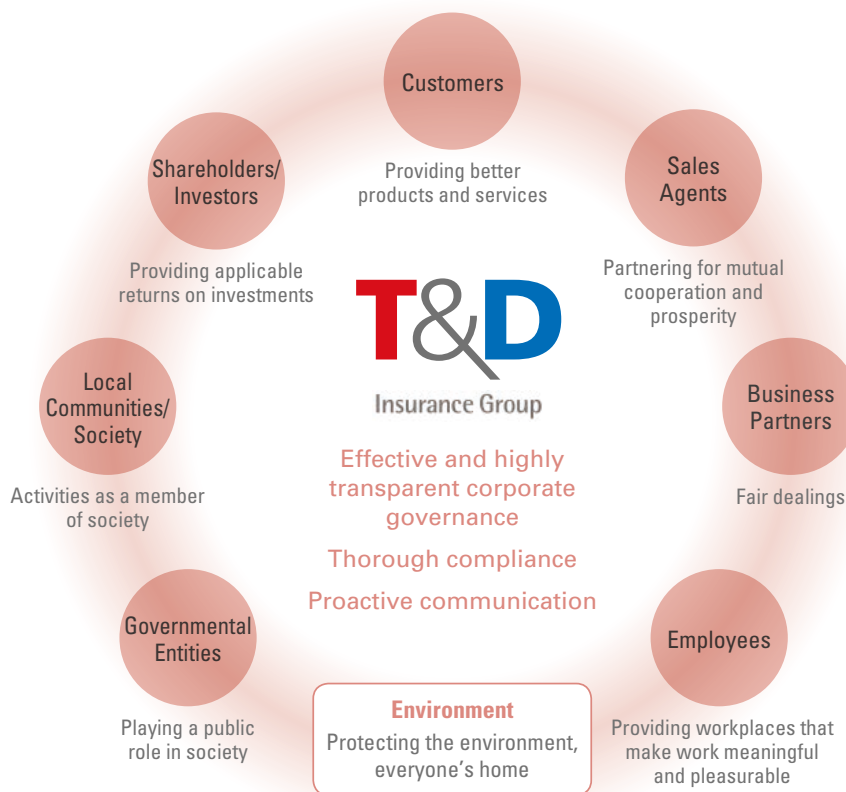 Customers
Providing better
products and services
Shareholders/
Investors
Providing applicable
returns on investments
Sales
Agents
Partnering for mutual
cooperation and
prosperity
T&D
Insurance Group
Local
Communities/
Society
Activities as a member
of society
Business
Partners
Fair dealings
Effective and highly
transparent corporate
governance
Thorough compliance
Proactive communication
Governmental
Entities
Playing a public
role in society
Employees
Providing workplaces that
make work meaningful
and pleasurable
Environment
Protecting the environment,
everyone’s home